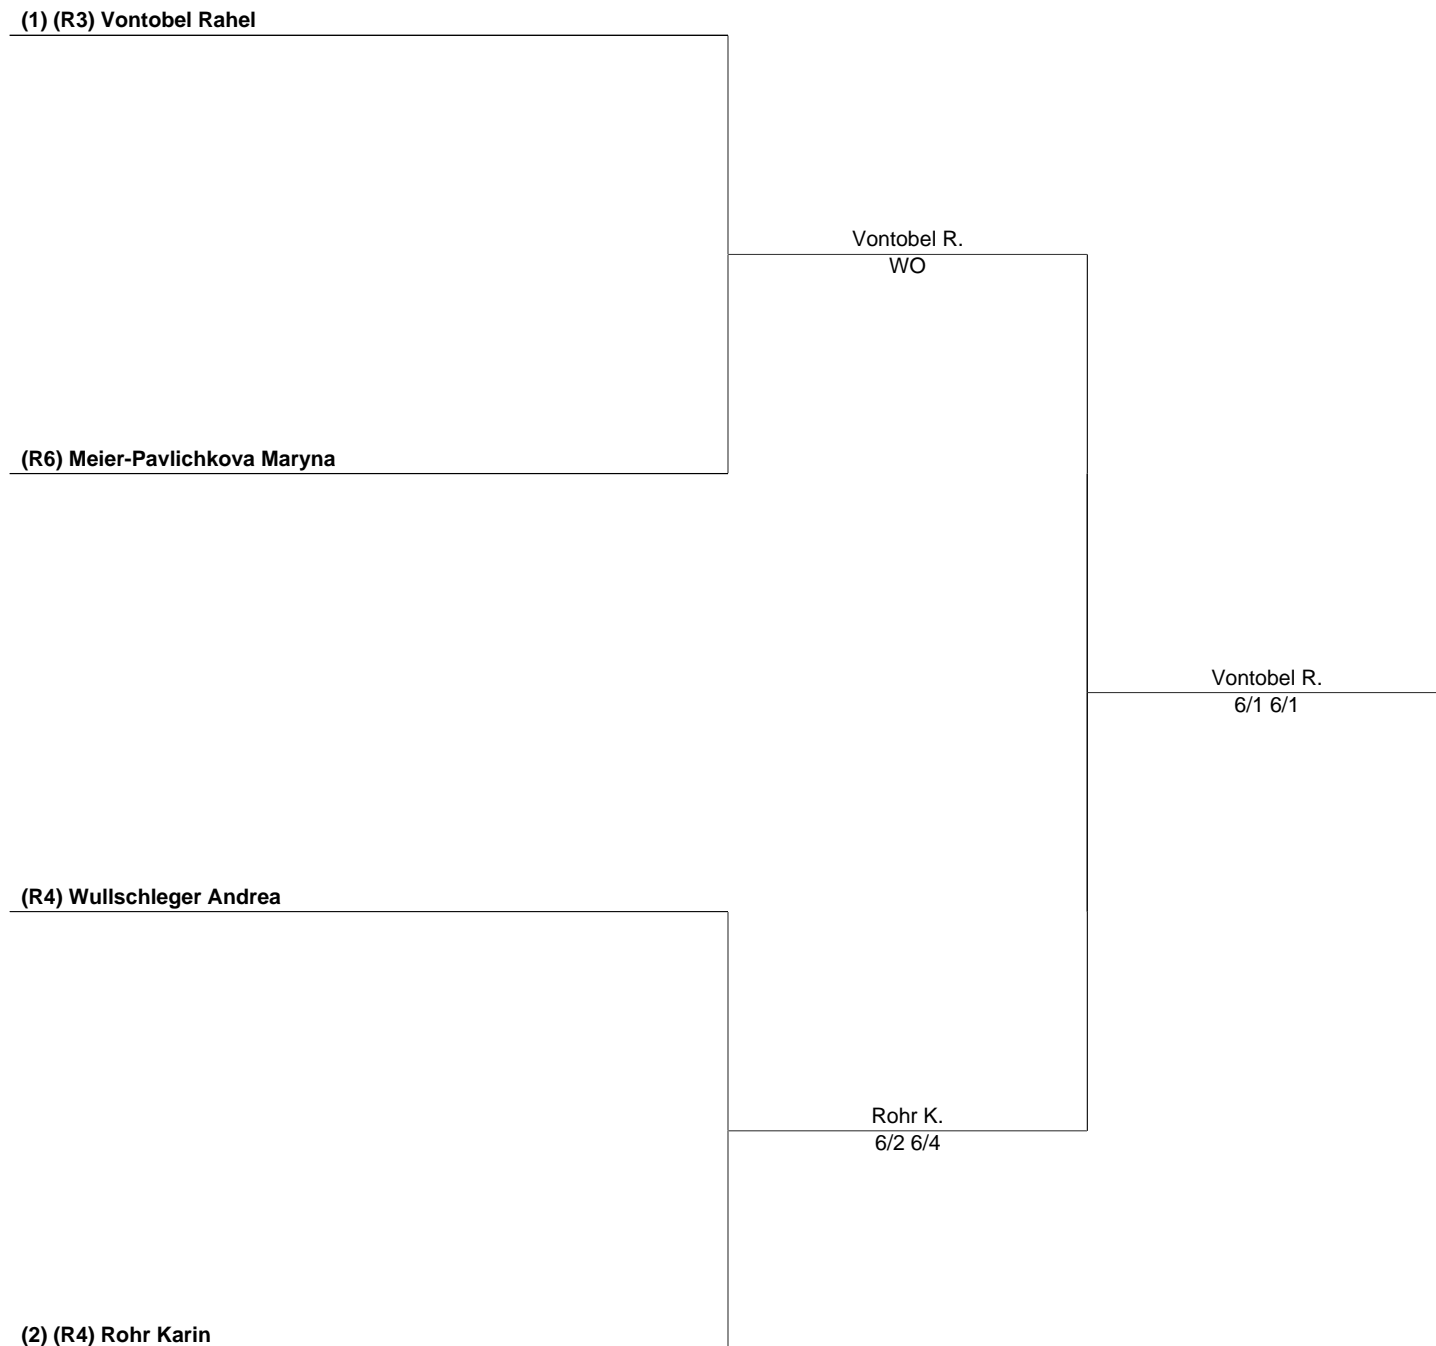 (1) (R3) Vontobel Rahel
Vontobel R.
WO
(R6) Meier-Pavlichkova Maryna
Vontobel R.
6/1 6/1
(R4) Wullschleger Andrea
Rohr K.
6/2 6/4
(2) (R4) Rohr Karin